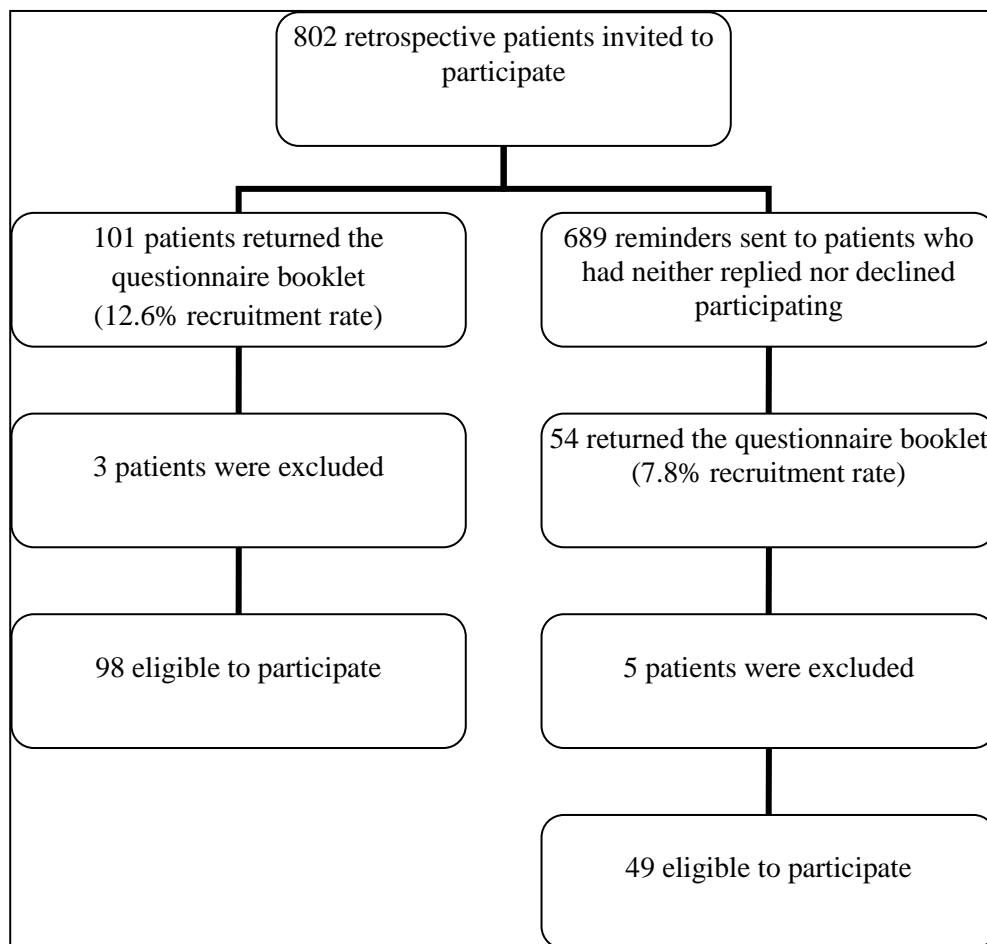 802 retrospective patients invited to
participate
101 patients returned the
questionnaire booklet
(12.6% recruitment rate)
689 reminders sent to patients who
had neither replied nor declined
participating
3 patients were excluded
54 returned the questionnaire booklet
(7.8% recruitment rate)
98 eligible to participate
5 patients were excluded
49 eligible to participate